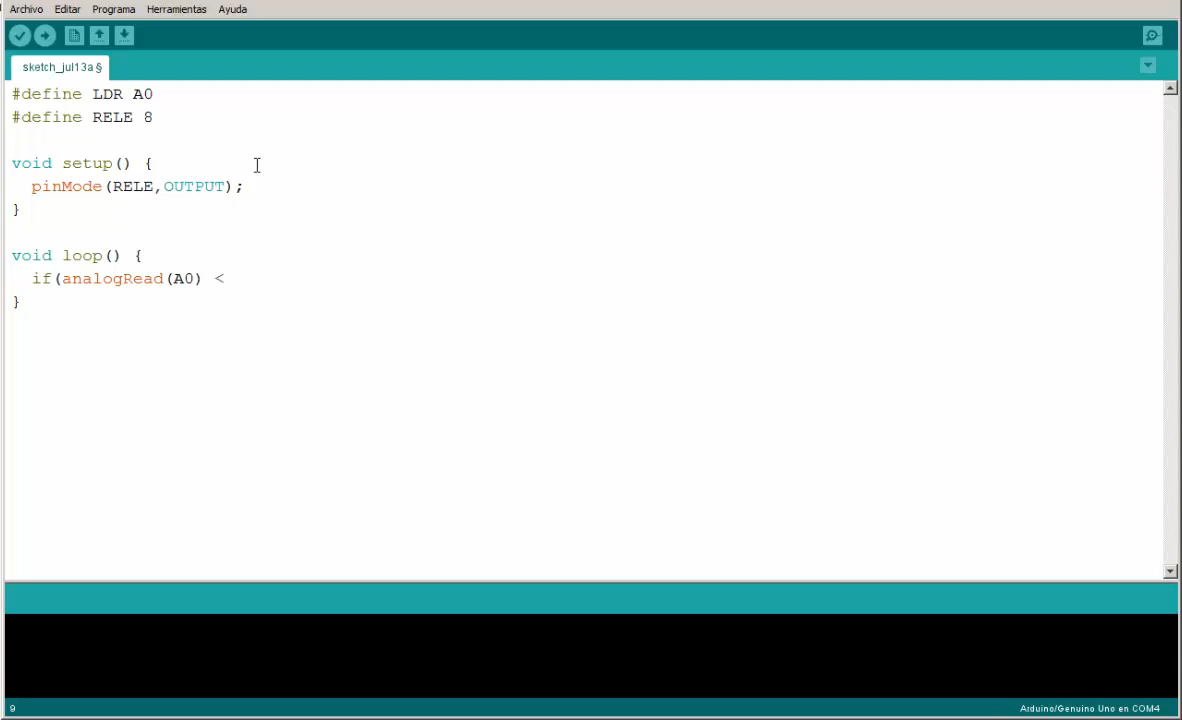 Archivo Editar Programa Herramientas Ayuda
sketch_jul13a §
#define LDR A0
#define RELE 8
void setup() {
  pinMode(RELE,OUTPUT);
}
void loop() {
  if(analogRead(A0) <
}
9
Arduino/Genuino Uno en COM4